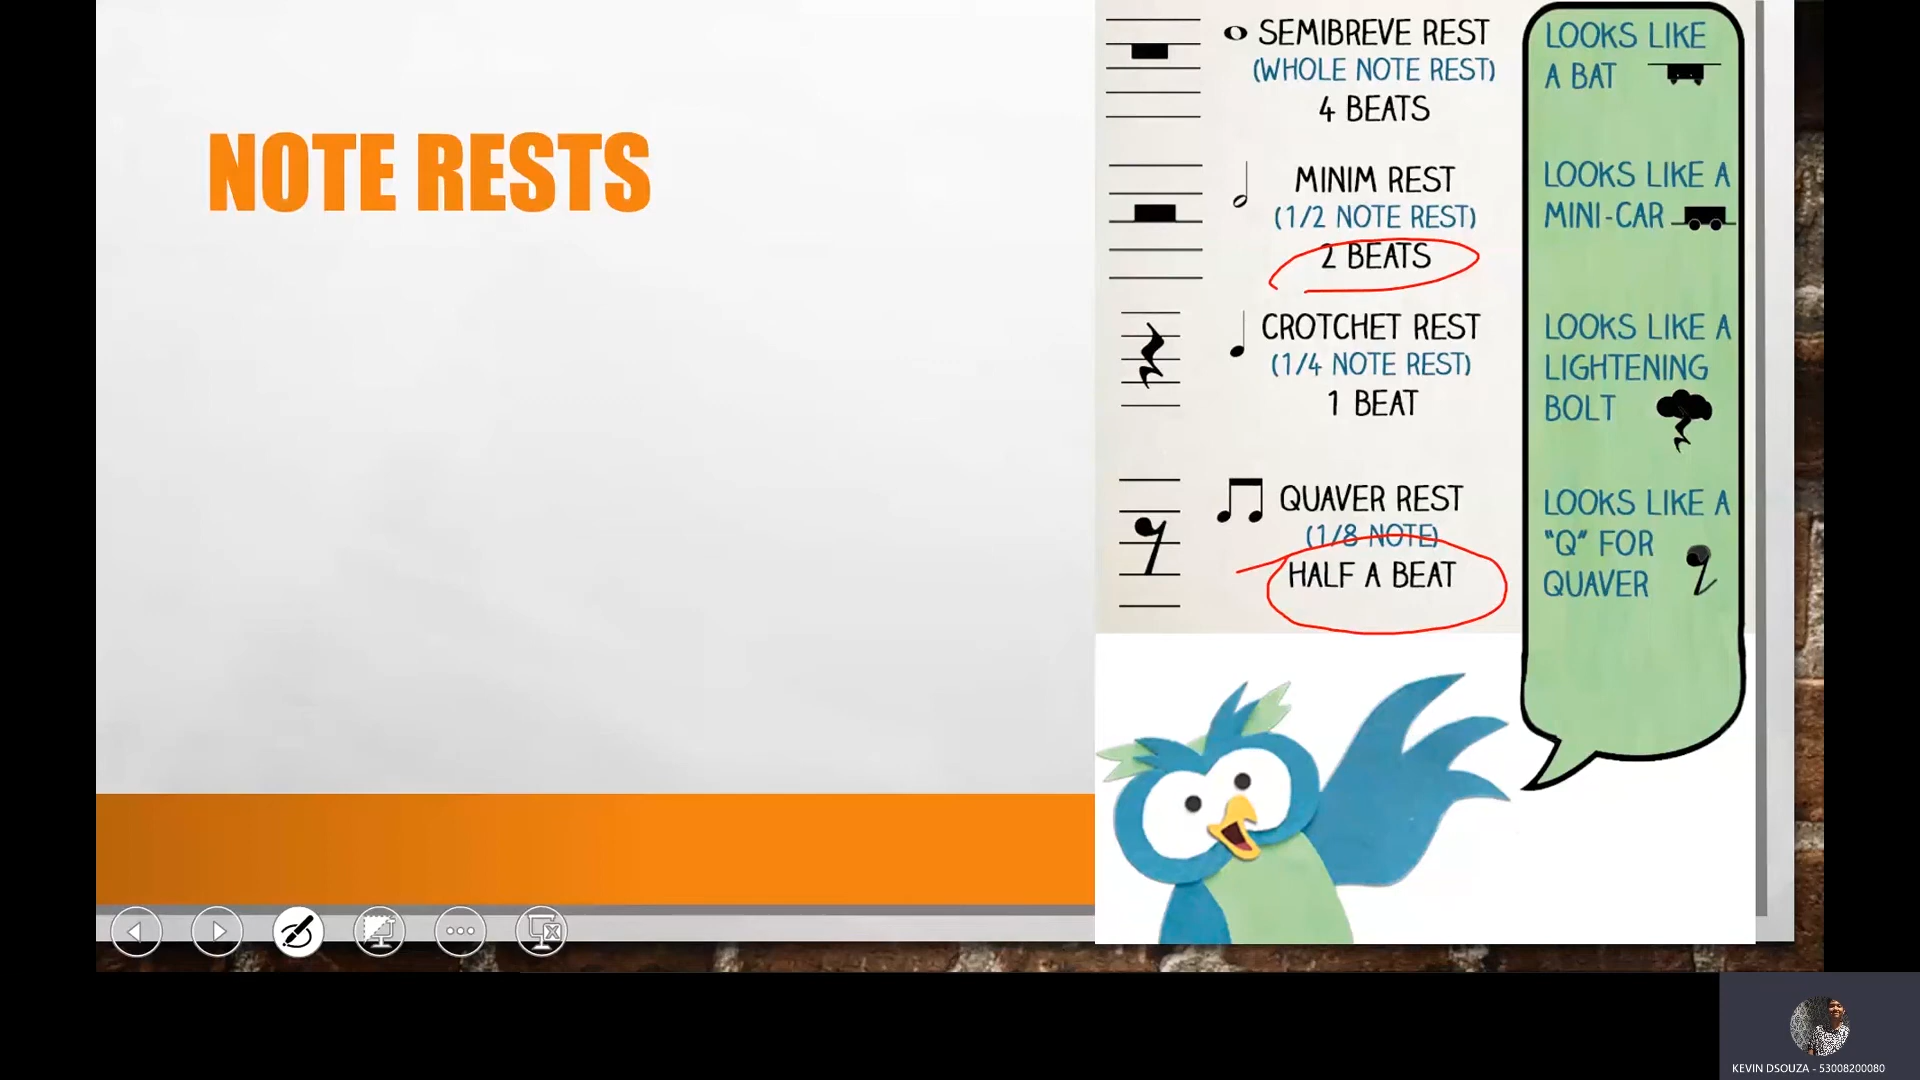 NOTE RESTS
SEMIBREVE REST
(WHOLE NOTE REST)
4 BEATS
LOOKS LIKE
A BAT
MINIM REST
(1/2 NOTE REST)
2 BEATS
LOOKS LIKE A
MINI-CAR
CROTCHET REST
(1/4 NOTE REST)
1 BEAT
LOOKS LIKE A
LIGHTENING
BOLT
QUAVER REST
(1/8 NOTE)
HALF A BEAT
LOOKS LIKE A
"Q" FOR
QUAVER
KEVIN DSOUZA - 53008200080